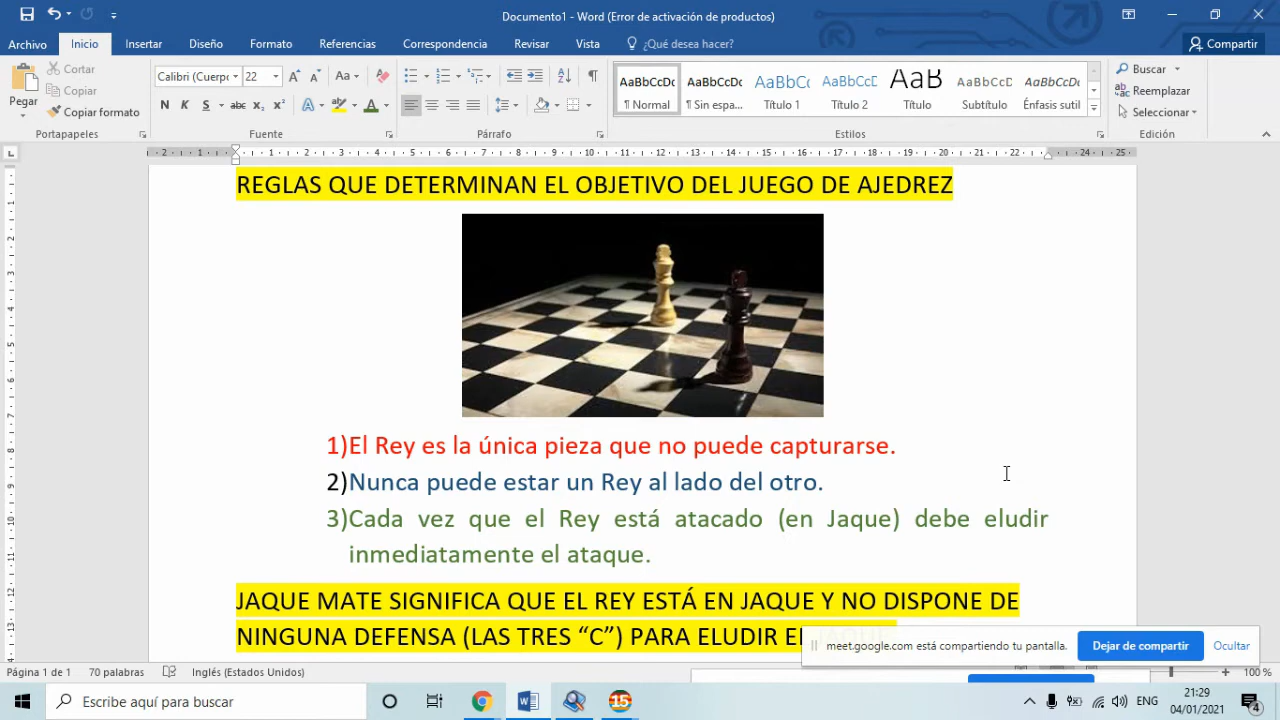 Documento1 - Word (Error de activación de productos)
Archivo Inicio Insertar Diseño Formato Referencias Correspondencia Revisar Vista ¿Qué desea hacer? Compartir
Pegar
Cortar
Copiar
Copiar formato
Portapapeles
Calibri (Cuerpo 22
Fuente
Párrafo
AaBbCcDc AaBbCcDc AaBbCc AaBbCcD AaB AaBbCcD AaBbCcDc
¶ Normal ¶ Sin espa... Título 1 Título 2 Título Subtítulo Énfasis sutil
Estilos
Buscar
Reemplazar
Seleccionar
Edición
REGLAS QUE DETERMINAN EL OBJETIVO DEL JUEGO DE AJEDREZ
1)El Rey es la única pieza que no puede capturarse.
2)Nunca puede estar un Rey al lado del otro.
3)Cada vez que el Rey está atacado (en Jaque) debe eludir
inmediatamente el ataque.
JAQUE MATE SIGNIFICA QUE EL REY ESTÁ EN JAQUE Y NO DISPONE DE
NINGUNA DEFENSA (LAS TRES “C”) PARA ELUDIR EL JAQUE
meet.google.com está compartiendo tu pantalla. Dejar de compartir Ocultar
Página 1 de 1 70 palabras Inglés (Estados Unidos) 100 %
Escribe aquí para buscar
15
ENG
21:29
04/01/2021
4